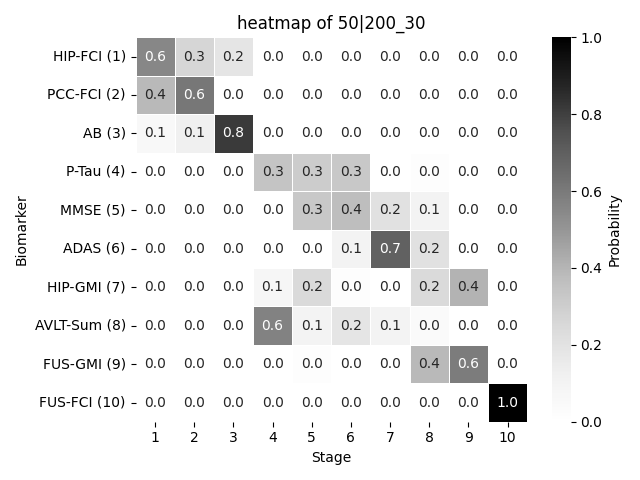 heatmap of 50|200_30
HIP-FCI (1) 0.6 0.3 0.2 0.0 0.0 0.0 0.0 0.0 0.0 0.0
PCC-FCI (2) 0.4 0.6 0.0 0.0 0.0 0.0 0.0 0.0 0.0 0.0
AB (3) 0.1 0.1 0.8 0.0 0.0 0.0 0.0 0.0 0.0 0.0
P-Tau (4) 0.0 0.0 0.0 0.3 0.3 0.3 0.0 0.0 0.0 0.0
MMSE (5) 0.0 0.0 0.0 0.0 0.3 0.4 0.2 0.1 0.0 0.0
ADAS (6) 0.0 0.0 0.0 0.0 0.0 0.1 0.7 0.2 0.0 0.0
HIP-GMI (7) 0.0 0.0 0.0 0.1 0.2 0.0 0.0 0.2 0.4 0.0
AVLT-Sum (8) 0.0 0.0 0.0 0.6 0.1 0.2 0.1 0.0 0.0 0.0
FUS-GMI (9) 0.0 0.0 0.0 0.0 0.0 0.0 0.0 0.4 0.6 0.0
FUS-FCI (10) 0.0 0.0 0.0 0.0 0.0 0.0 0.0 0.0 0.0 1.0
1 2 3 4 5 6 7 8 9 10
Stage
Biomarker
1.0
0.8
0.6
0.4
0.2
0.0
Probability